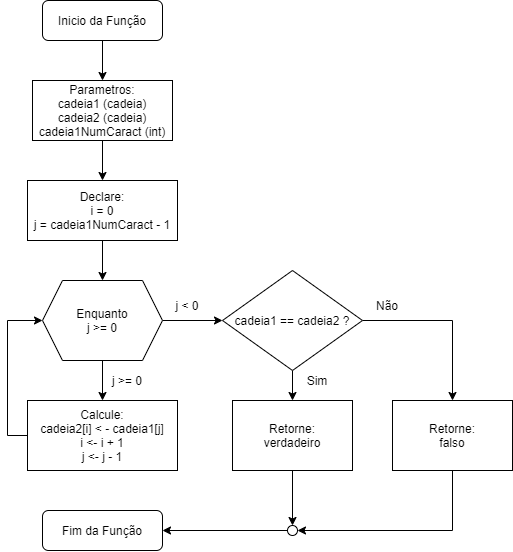 Inicio da Função
Parametros:
cadeia1 (cadeia)
cadeia2 (cadeia)
cadeia1NumCaract (int)
Declare:
i = 0
j = cadeia1NumCaract - 1
Enquanto
j >= 0
j < 0
cadeia1 == cadeia2 ?
Não
j >= 0
Sim
Calcule:
cadeia2[i] < - cadeia1[j]
i <- i + 1
j <- j - 1
Retorne:
verdadeiro
Retorne:
falso
Fim da Função